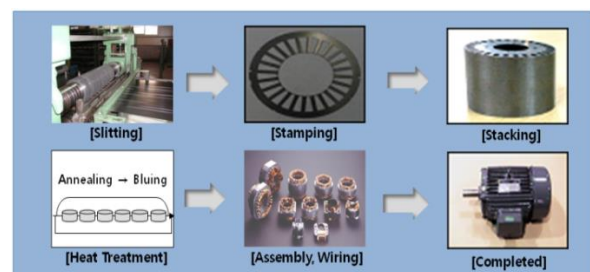 [Slitting]
[Stamping]
[Stacking]
Annealing → Bluing
[Heat Treatment]
[Assembly, Wiring]
[Completed]